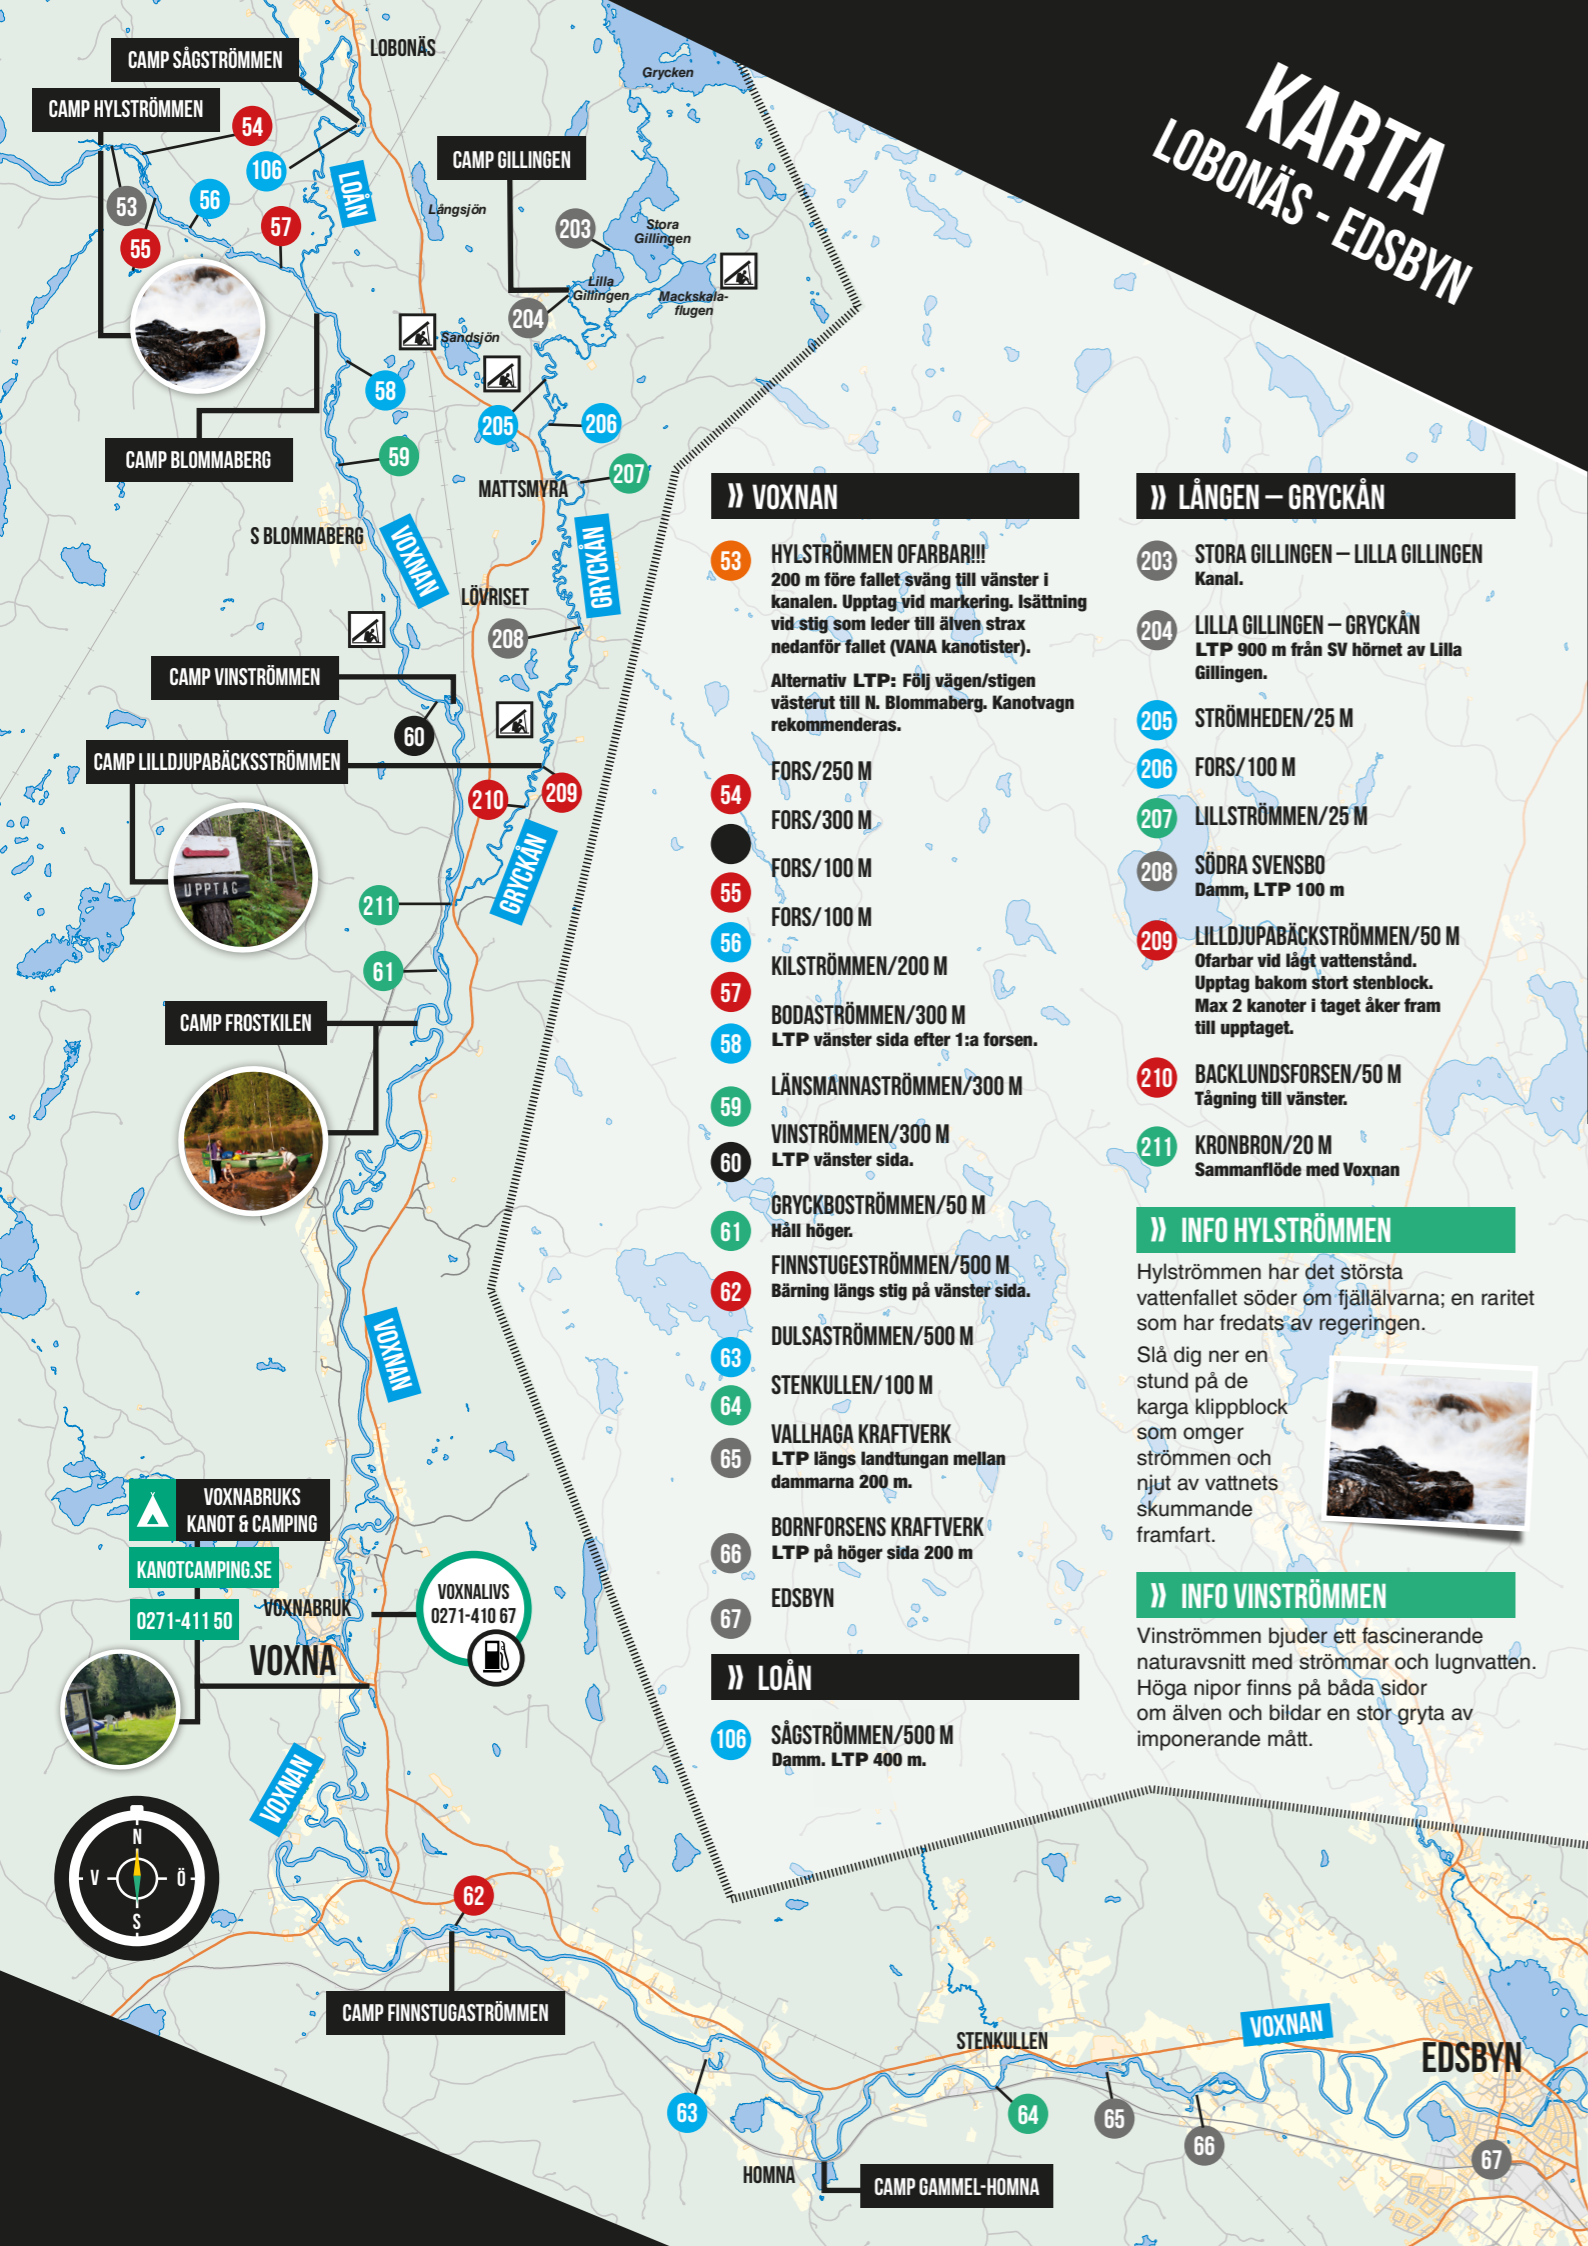 KARTA
LOBONÄS - EDSBYN
LOBONÄS
CAMP SÅGSTRÖMMEN
CAMP HYLSTRÖMMEN
54
106
53
56
55
57
LOÅN
Grycken
CAMP GILLINGEN
Långsjön
203
Stora
Gillingen
Lilla
Gillingen
Mackskala-
flugen
204
Sandsjön
58
205
206
CAMP BLOMMABERG
59
207
MATTSMYRA
S BLOMMABERG
VOXNAN
GRYCKÅN
LÖVRISET
208
CAMP VINSTRÖMMEN
60
CAMP LILLDJUPABÄCKSSTRÖMMEN
210
209
UPPTAG
GRYCKÅN
211
61
CAMP FROSTKILEN
VOXNAN
VOXNABRUKS
KANOT & CAMPING
KANOTCAMPING.SE
0271-411 50
VOXNABRUK
VOXNALIVS
0271-410 67
VOXNA
VOXNAN
N
V
Ö
S
62
CAMP FINNSTUGASTRÖMMEN
63
HOMNA
CAMP GAMMEL-HOMNA
STENKULLEN
64
65
66
VOXNAN
EDSBYN
67
» VOXNAN
53 HYLSTRÖMMEN OFARBAR!!!
200 m före fallet sväng till vänster i
kanalen. Upptag vid markering. Isättning
vid stig som leder till älven strax
nedanför fallet (VANA kanotister).
Alternativ LTP: Följ vägen/stigen
västerut till N. Blommaberg. Kanotvagn
rekommenderas.
54 FORS/250 M
FORS/300 M
55 FORS/100 M
56 FORS/100 M
57 KILSTRÖMMEN/200 M
58 BODASTRÖMMEN/300 M
LTP vänster sida efter 1:a forsen.
59 LÄNSMANNASTRÖMMEN/300 M
60 VINSTRÖMMEN/300 M
LTP vänster sida.
61 GRYCKBOSTRÖMMEN/50 M
Håll höger.
62 FINNSTUGESTRÖMMEN/500 M
Bärning längs stig på vänster sida.
63 DULSASTRÖMMEN/500 M
64 STENKULLEN/100 M
65 VALLHAGA KRAFTVERK
LTP längs landtungan mellan
dammarna 200 m.
66 BORNFORSENS KRAFTVERK
LTP på höger sida 200 m
67 EDSBYN
» LOÅN
106 SÅGSTRÖMMEN/500 M
Damm. LTP 400 m.
» LÅNGEN – GRYCKÅN
203 STORA GILLINGEN – LILLA GILLINGEN
Kanal.
204 LILLA GILLINGEN – GRYCKÅN
LTP 900 m från SV hörnet av Lilla
Gillingen.
205 STRÖMHEDEN/25 M
206 FORS/100 M
207 LILLSTRÖMMEN/25 M
208 SÖDRA SVENSBO
Damm, LTP 100 m
209 LILLDJUPABÄCKSTRÖMMEN/50 M
Ofarbar vid lågt vattenstånd.
Upptag bakom stort stenblock.
Max 2 kanoter i taget åker fram
till upptaget.
210 BACKLUNDSFORSEN/50 M
Tågning till vänster.
211 KRONBRON/20 M
Sammanflöde med Voxnan
» INFO HYLSTRÖMMEN
Hylströmmen har det största
vattenfallet söder om fjällälvarna; en raritet
som har fredats av regeringen.
Slå dig ner en
stund på de
karga klippblock
som omger
strömmen och
njut av vattnets
skummande
framfart.
» INFO VINSTRÖMMEN
Vinströmmen bjuder ett fascinerande
naturavsnitt med strömmar och lugnvatten.
Höga nipor finns på båda sidor
om älven och bildar en stor gryta av
imponerande mått.